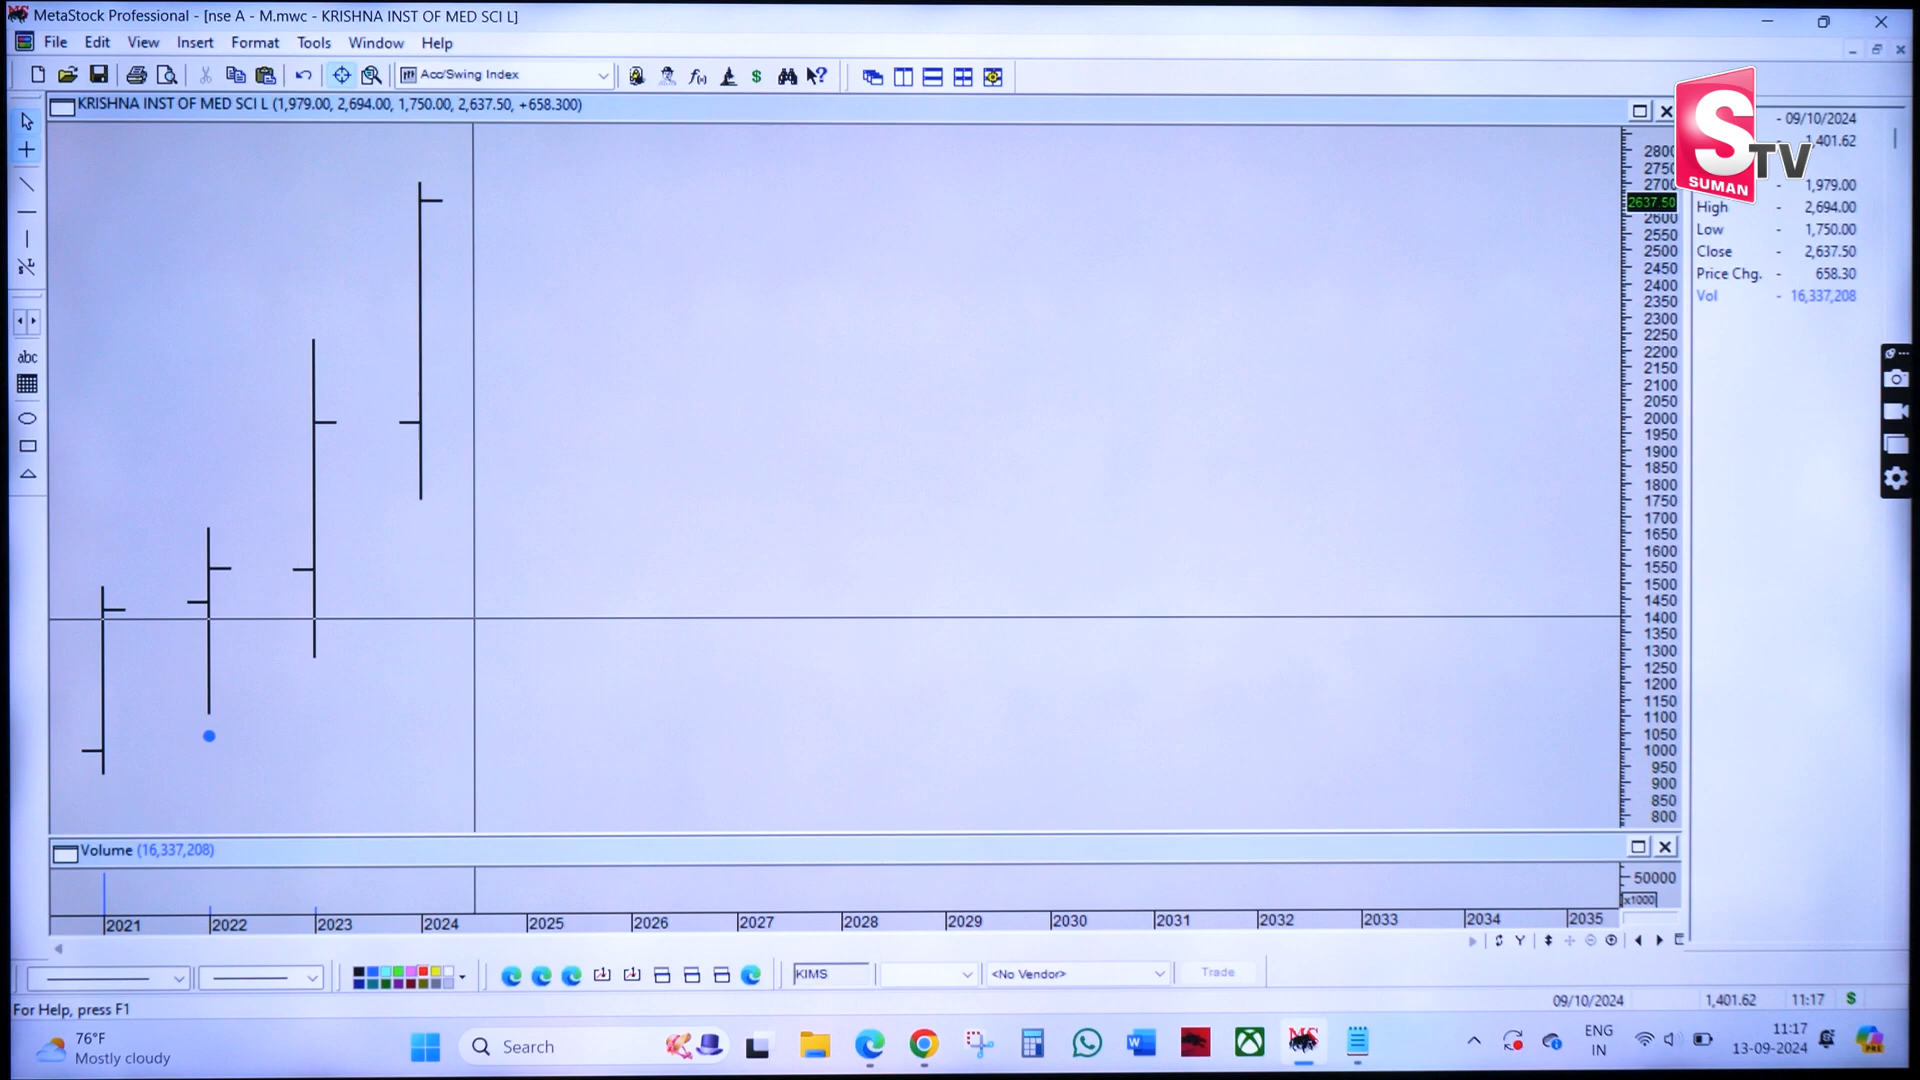 MetaStock Professional - [nse A - M.mwc - KRISHNA INST OF MED SCI L]
File Edit View Insert Format Tools Window Help
Acc/Swing Index
KRISHNA INST OF MED SCI L (1,979.00, 2,694.00, 1,750.00, 2,637.50, +658.300)
S
TV
SUMAN
- 09/10/2024
1,401.62
1,979.00
High - 2,694.00
Low - 1,750.00
Close - 2,637.50
Price Chg. - 658.30
Vol - 16,337,208
2800
2750
2700
2637.50
2600
2550
2500
2450
2400
2350
2300
2250
2200
2150
2100
2050
2000
1950
1900
1850
1800
1750
1700
1650
1600
1550
1500
1450
1400
1350
1300
1250
1200
1150
1100
1050
1000
950
900
850
800
abc
Volume (16,337,208)
50000
x1000
2021 2022 2023 2024 2025 2026 2027 2028 2029 2030 2031 2032 2033 2034 2035
KIMS
<No Vendor>
Trade
For Help, press F1
09/10/2024 1,401.62 11:17 $
76°F
Mostly cloudy
Search
ENG
IN
11:17
13-09-2024